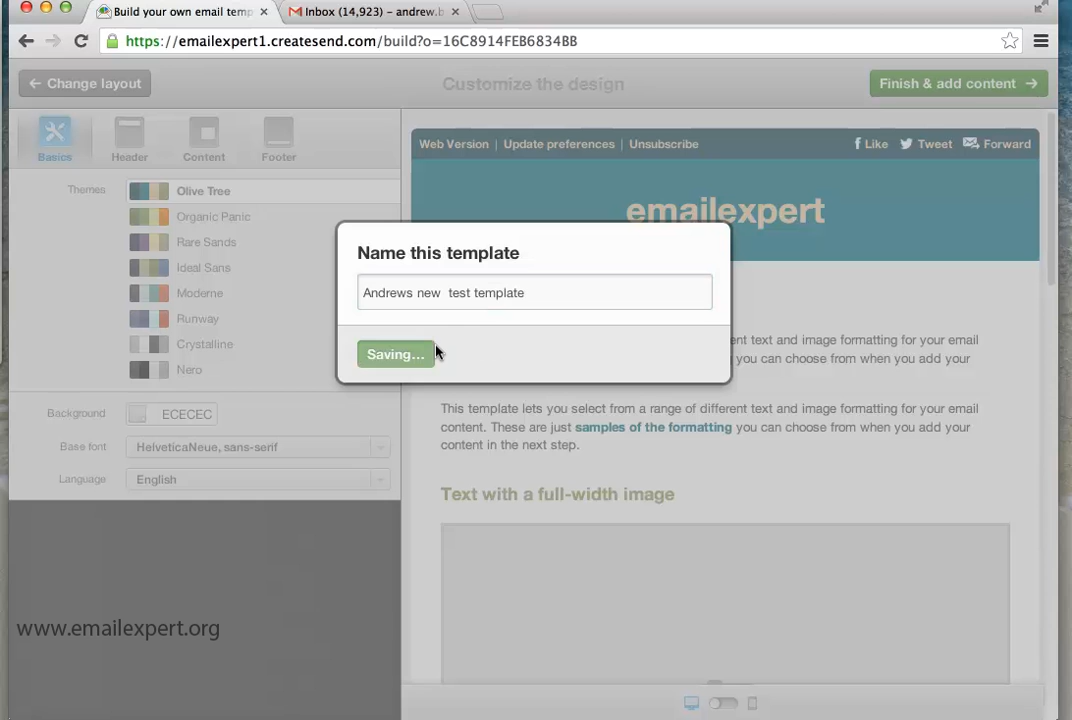 Build your own email temp
Inbox (14,923) – andrew.b
https://emailexpert1.createsend.com/build?o=16C8914FEB6834BB
Change layout
Customize the design
Finish & add content
Basics
Header
Content
Footer
Themes
Olive Tree
Organic Panic
Rare Sands
Ideal Sans
Moderne
Runway
Crystalline
Nero
Background
ECECEC
Base font
HelveticaNeue, sans-serif
Language
English
www.emailexpert.org
Web Version | Update preferences | Unsubscribe
Like
Tweet
Forward
emailexpert
Name this template
Andrews new  test template
Saving...
nt text and image formatting for your email
you can choose from when you add your
This template lets you select from a range of different text and image formatting for your email
content. These are just samples of the formatting you can choose from when you add your
content in the next step.
Text with a full-width image